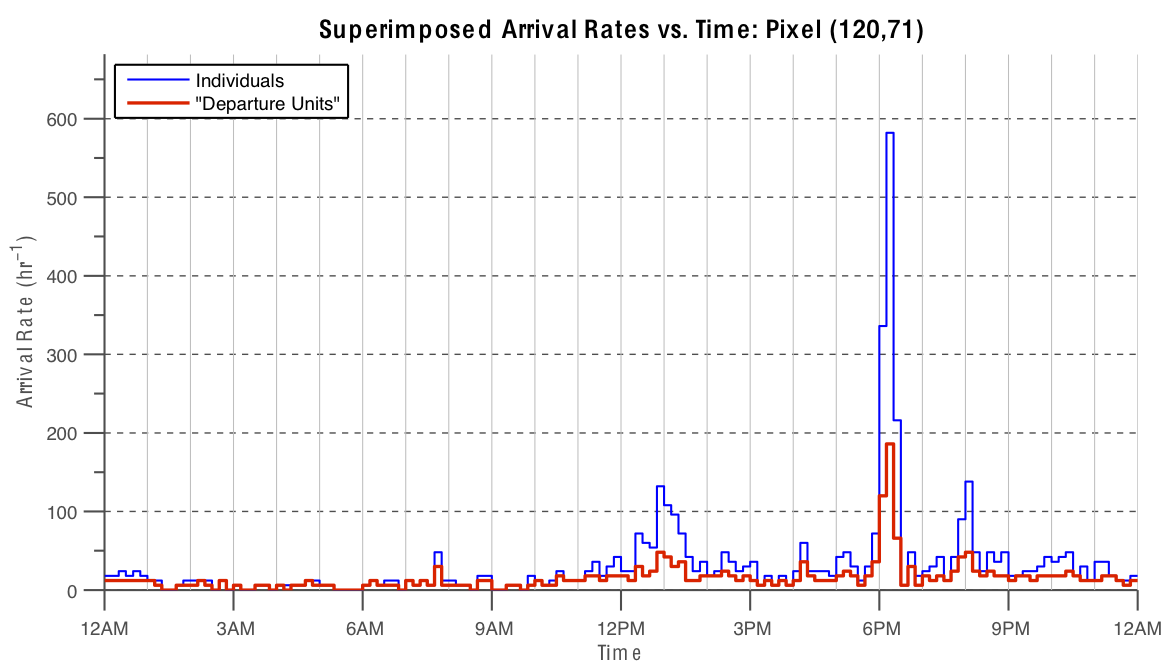 Superimposed Arrival Rates vs. Time: Pixel (120,71)
Individuals
"Departure Units"
600
500
400
300
200
100
0
Arrival Rate (hr⁻¹)
12AM 3AM 6AM 9AM 12PM 3PM 6PM 9PM 12AM
Time